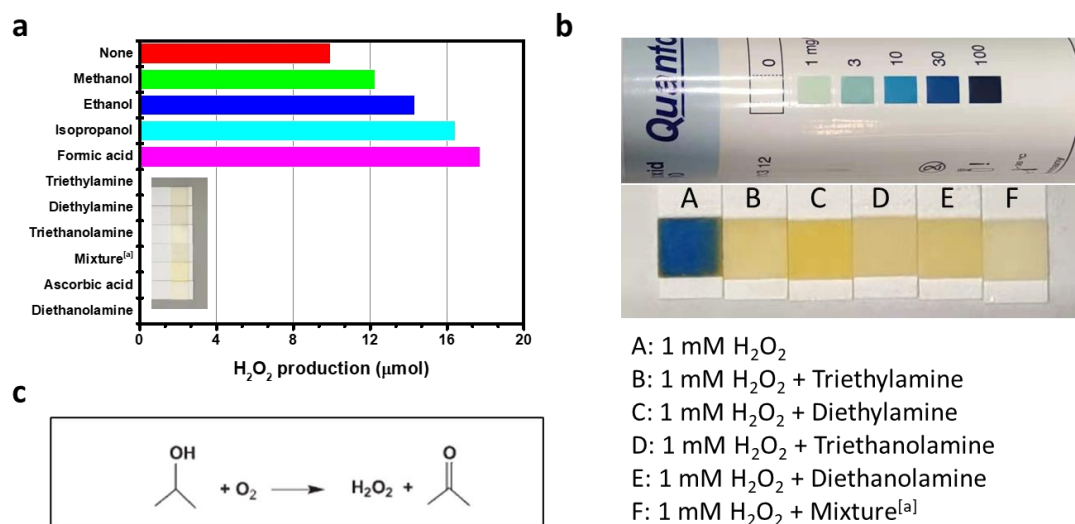 a
None
Methanol
Ethanol
Isopropanol
Formic acid
Triethylamine
Diethylamine
Triethanolamine
Mixture[a]
Ascorbic acid
Diethanolamine
0 4 8 12 16 20
H₂O₂ production (μmol)
b
Quanto
0 1 mg 3 10 30 100
A B C D E F
A: 1 mM H₂O₂
B: 1 mM H₂O₂ + Triethylamine
C: 1 mM H₂O₂ + Diethylamine
D: 1 mM H₂O₂ + Triethanolamine
E: 1 mM H₂O₂ + Diethanolamine
F: 1 mM H₂O₂ + Mixture[a]
c
OH
+ O₂ → H₂O₂ +
O